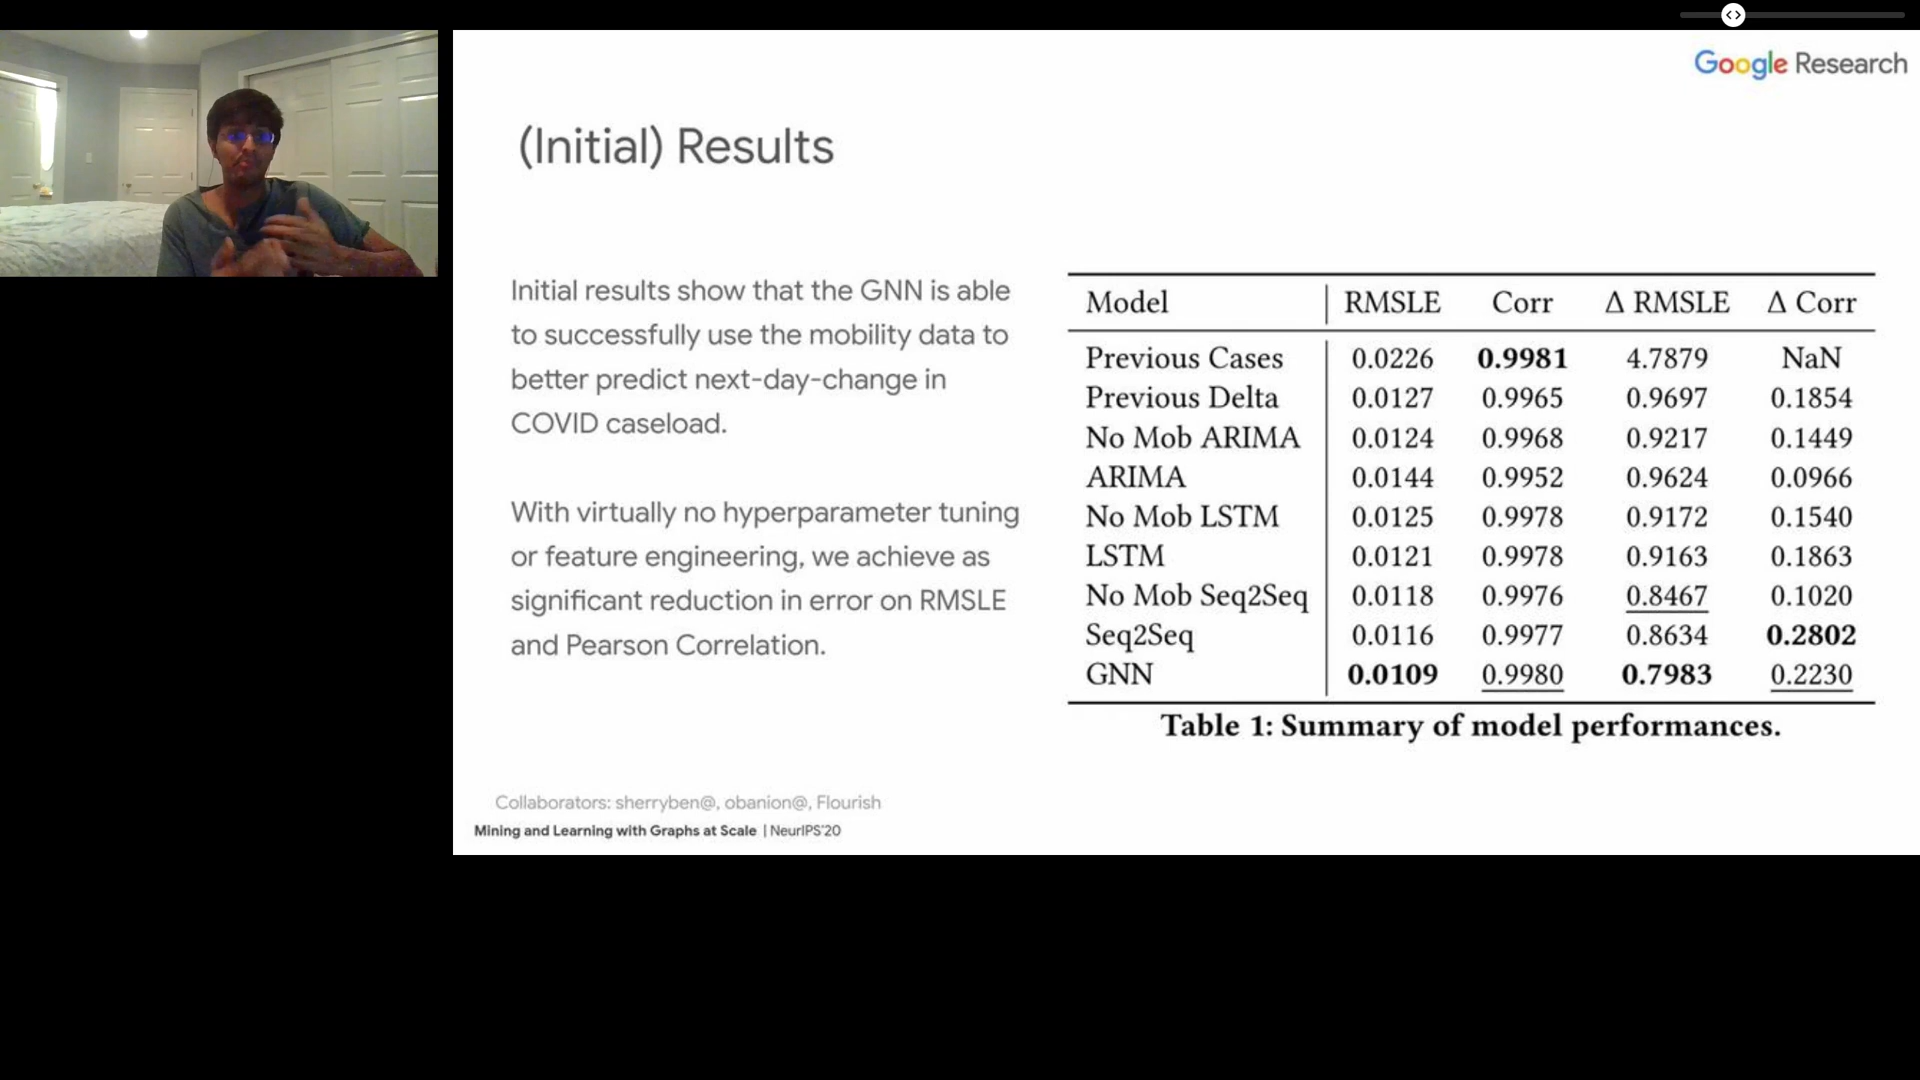 Google Research
(Initial) Results
Initial results show that the GNN is able
to successfully use the mobility data to
better predict next-day-change in
COVID caseload.
With virtually no hyperparameter tuning
or feature engineering, we achieve as
significant reduction in error on RMSLE
and Pearson Correlation.
Model RMSLE Corr Δ RMSLE Δ Corr
Previous Cases 0.0226 0.9981 4.7879 NaN
Previous Delta 0.0127 0.9965 0.9697 0.1854
No Mob ARIMA 0.0124 0.9968 0.9217 0.1449
ARIMA 0.0144 0.9952 0.9624 0.0966
No Mob LSTM 0.0125 0.9978 0.9172 0.1540
LSTM 0.0121 0.9978 0.9163 0.1863
No Mob Seq2Seq 0.0118 0.9976 0.8467 0.1020
Seq2Seq 0.0116 0.9977 0.8634 0.2802
GNN 0.0109 0.9980 0.7983 0.2230
Table 1: Summary of model performances.
Collaborators: sherryben@, obanion@, Flourish
Mining and Learning with Graphs at Scale | NeurIPS'20